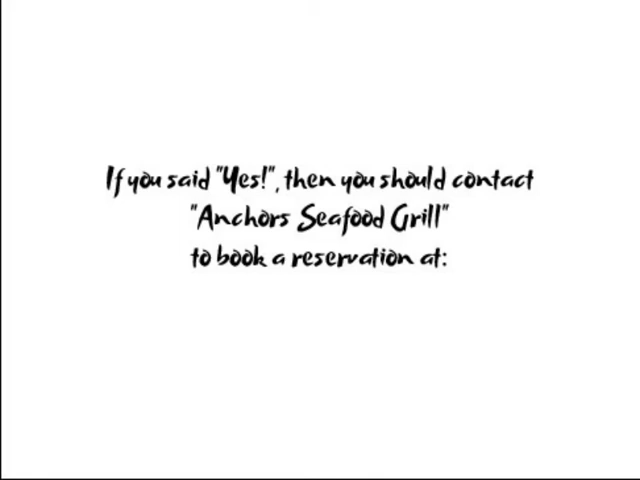 If you said "Yes!", then you should contact
"Anchors Seafood Grill"
to book a reservation at: